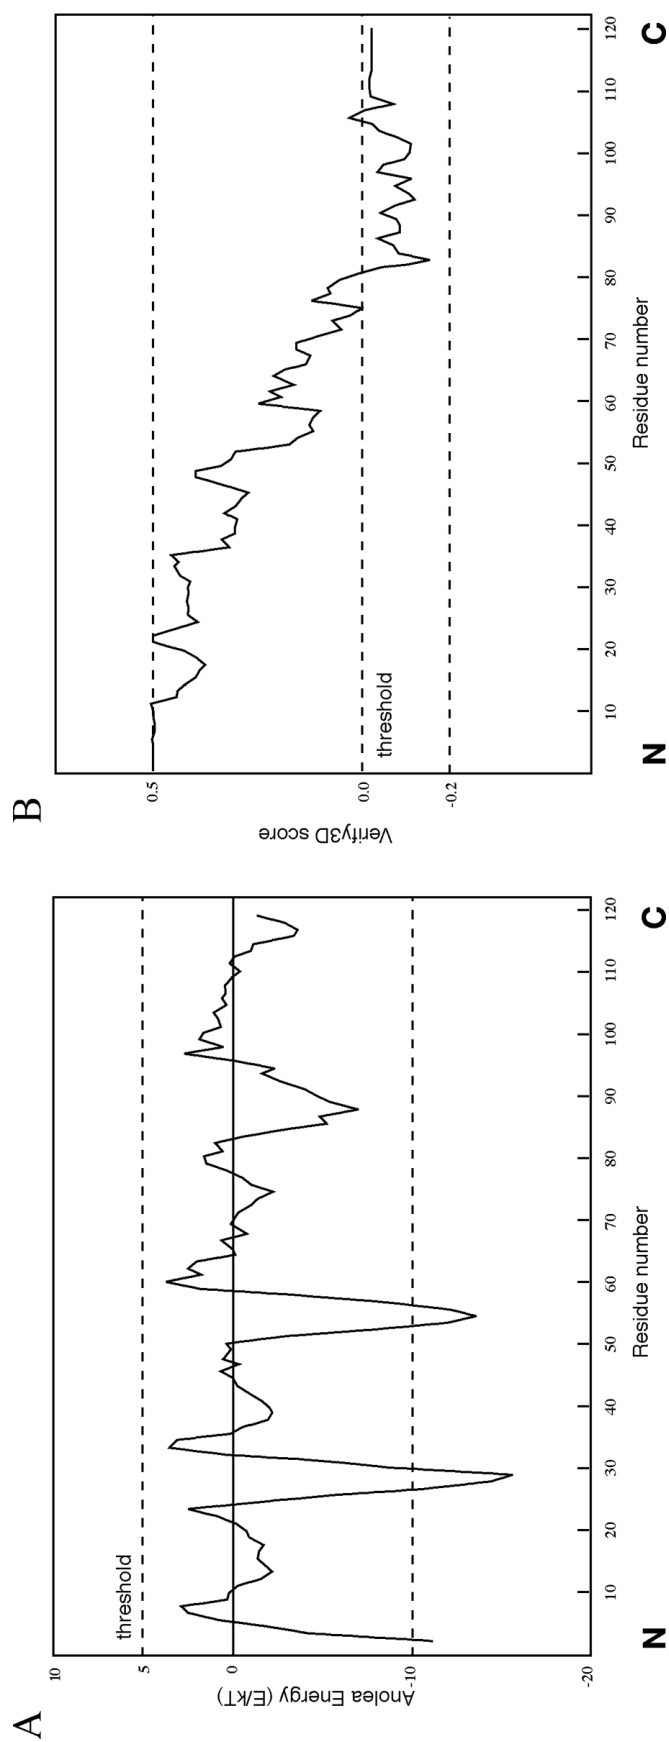 A
10
5
0
-10
-20
Anolea Energy (E/kT)
threshold
10
20
30
40
50
60
70
80
90
100
110
120
Residue number
N
C
B
0.5
0.0
-0.2
Verify3D score
threshold
10
20
30
40
50
60
70
80
90
100
110
120
Residue number
N
C